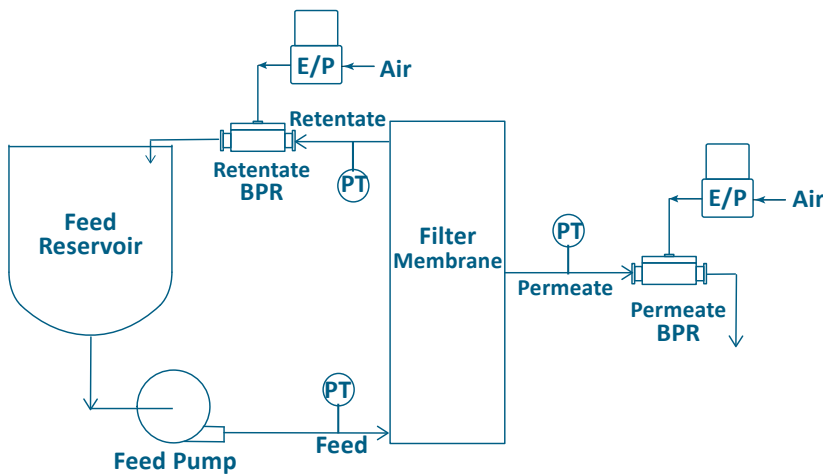 E/P
Air
Retentate
Retentate
BPR
PT
E/P
Air
Feed
Reservoir
Filter
Membrane
PT
Permeate
Permeate
BPR
PT
Feed
Feed Pump